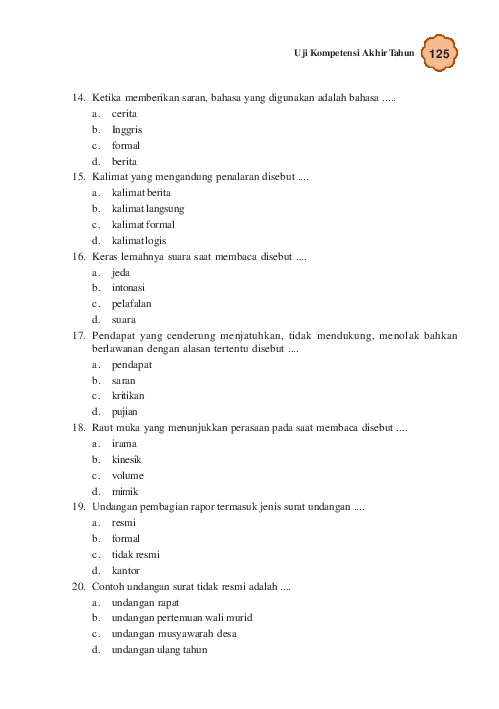 Uji Kompetensi Akhir Tahun 125
14. Ketika memberikan saran, bahasa yang digunakan adalah bahasa .....
a. cerita
b. Inggris
c. formal
d. berita
15. Kalimat yang mengandung penalaran disebut ....
a. kalimat berita
b. kalimat langsung
c. kalimat formal
d. kalimat logis
16. Keras lemahnya suara saat membaca disebut ....
a. jeda
b. intonasi
c. pelafalan
d. suara
17. Pendapat yang cenderung menjatuhkan, tidak mendukung, menolak bahkan
berlawanan dengan alasan tertentu disebut ....
a. pendapat
b. saran
c. kritikan
d. pujian
18. Raut muka yang menunjukkan perasaan pada saat membaca disebut ....
a. irama
b. kinesik
c. volume
d. mimik
19. Undangan pembagian rapor termasuk jenis surat undangan ....
a. resmi
b. formal
c. tidak resmi
d. kantor
20. Contoh undangan surat tidak resmi adalah ....
a. undangan rapat
b. undangan pertemuan wali murid
c. undangan musyawarah desa
d. undangan ulang tahun